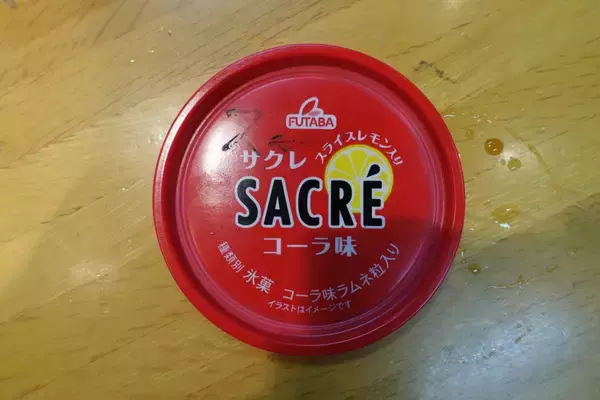 FUTABA
スライスレモン入り
サクレ
SACRÉ
コーラ味
種類別 氷菓 コーラ味ラムネ粒入り
イラストはイメージです